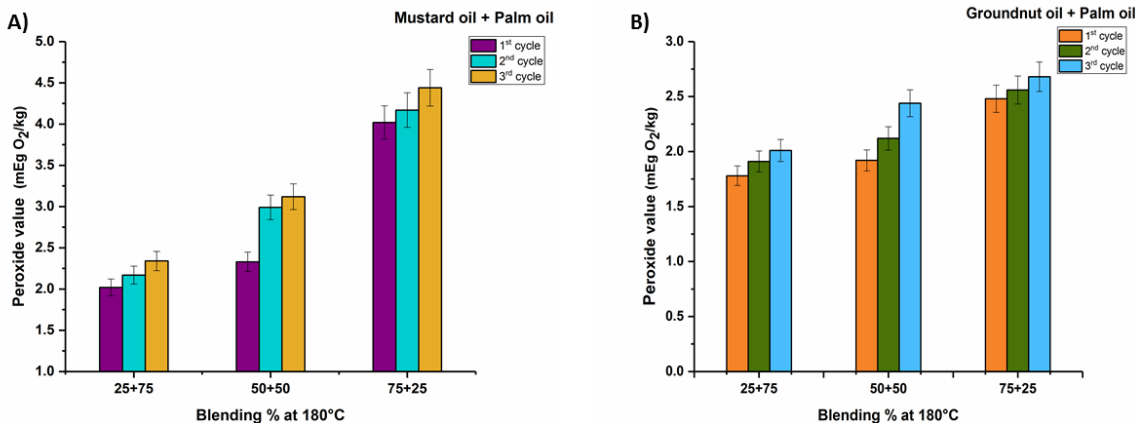 A)
Mustard oil + Palm oil
1st cycle
2nd cycle
3rd cycle
Peroxide value (mEg O2/kg)
5.0
4.5
4.0
3.5
3.0
2.5
2.0
1.5
1.0
25+75 50+50 75+25
Blending % at 180°C
B)
Groundnut oil + Palm oil
1st cycle
2nd cycle
3rd cycle
Peroxide value (mEg O2/kg)
3.0
2.5
2.0
1.5
1.0
0.5
0.0
25+75 50+50 75+25
Blending % at 180°C